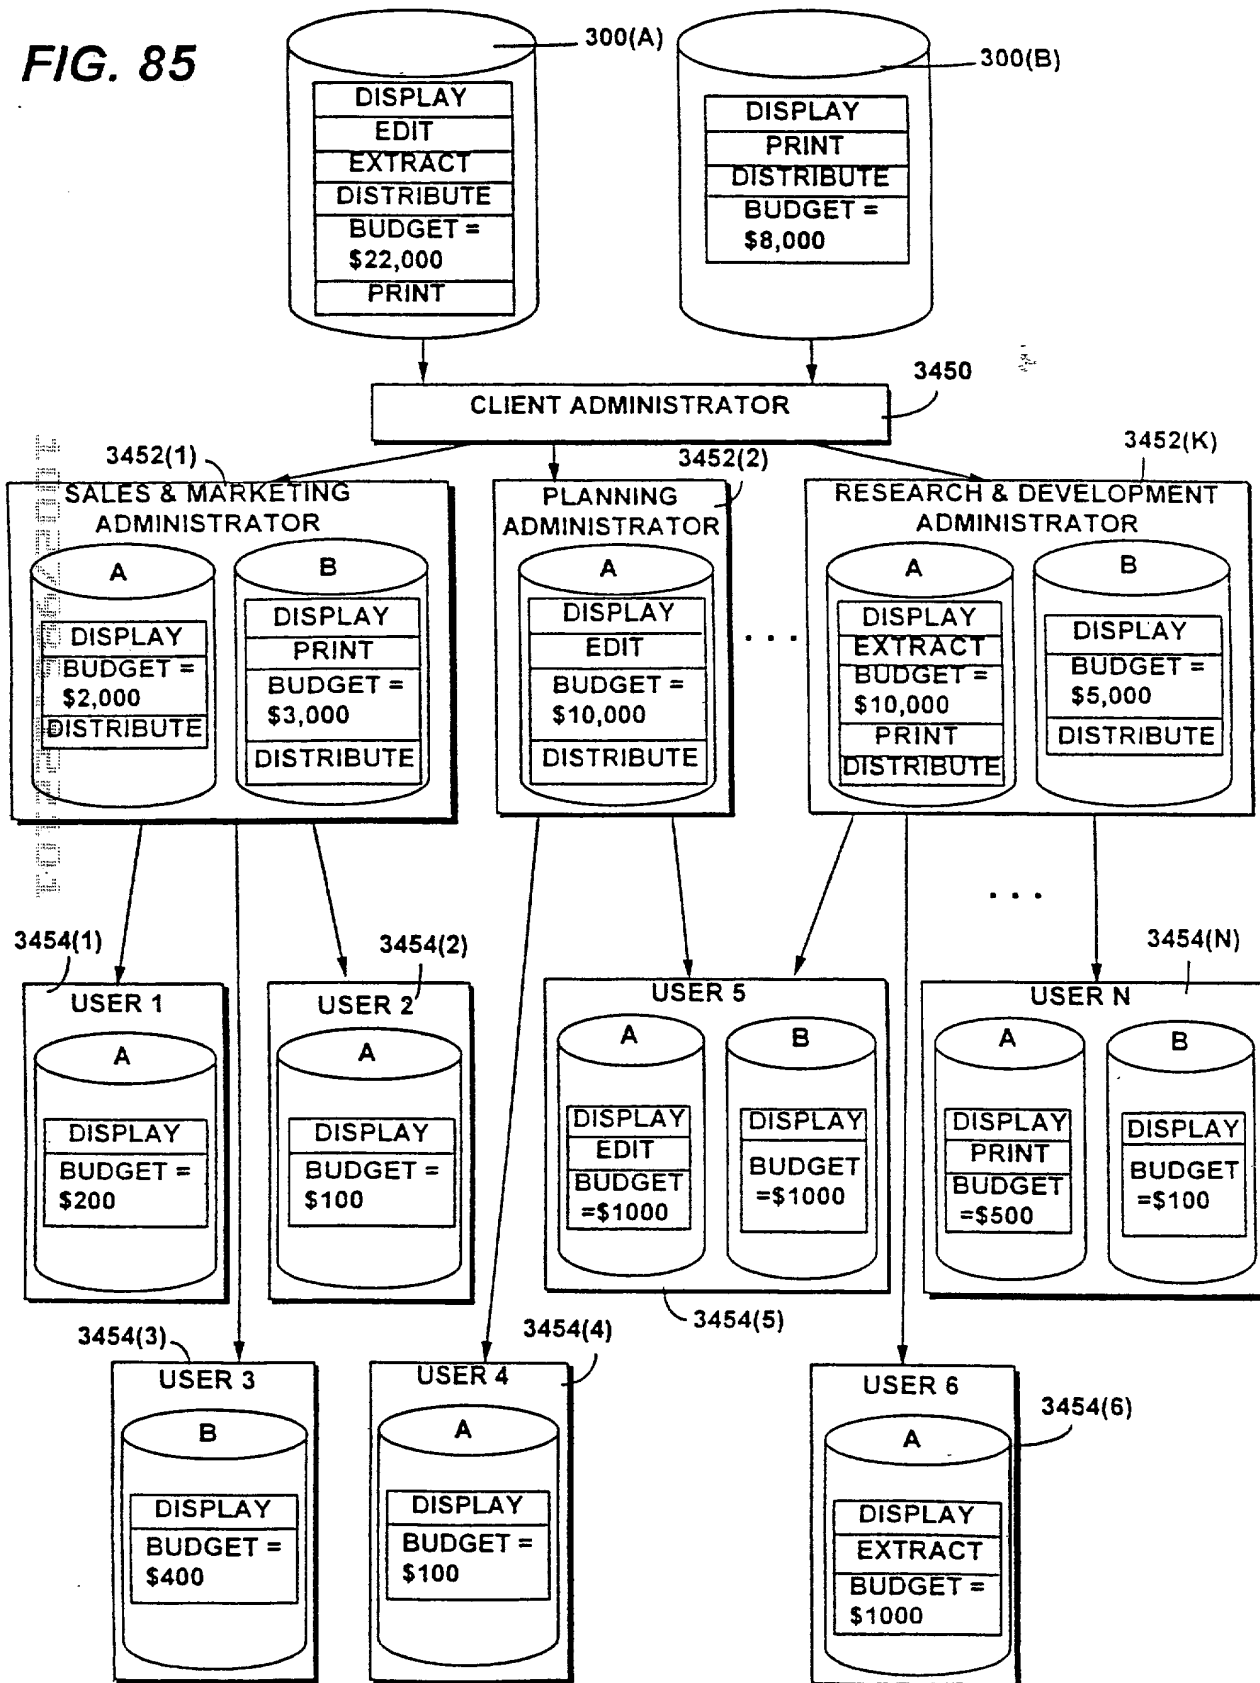 FIG. 85
300(A)
300(B)
DISPLAY
EDIT
EXTRACT
DISTRIBUTE
BUDGET =
$22,000
PRINT
DISPLAY
PRINT
DISTRIBUTE
BUDGET =
$8,000
3450
CLIENT ADMINISTRATOR
3452(1)
3452(2)
3452(K)
SALES & MARKETING
ADMINISTRATOR
A
DISPLAY
BUDGET =
$2,000
DISTRIBUTE
B
DISPLAY
PRINT
BUDGET =
$3,000
DISTRIBUTE
PLANNING
ADMINISTRATOR
A
DISPLAY
EDIT
BUDGET =
$10,000
DISTRIBUTE
. . .
RESEARCH & DEVELOPMENT
ADMINISTRATOR
A
DISPLAY
EXTRACT
BUDGET =
$10,000
PRINT
DISTRIBUTE
B
DISPLAY
BUDGET =
$5,000
DISTRIBUTE
. . .
3454(1)
USER 1
A
DISPLAY
BUDGET =
$200
3454(2)
USER 2
A
DISPLAY
BUDGET =
$100
USER 5
A
DISPLAY
EDIT
BUDGET
=$1000
B
DISPLAY
BUDGET
=$1000
3454(5)
3454(N)
USER N
A
DISPLAY
PRINT
BUDGET
=$500
B
DISPLAY
BUDGET
=$100
3454(3)
USER 3
B
DISPLAY
BUDGET =
$400
3454(4)
USER 4
A
DISPLAY
BUDGET =
$100
USER 6
3454(6)
A
DISPLAY
EXTRACT
BUDGET =
$1000